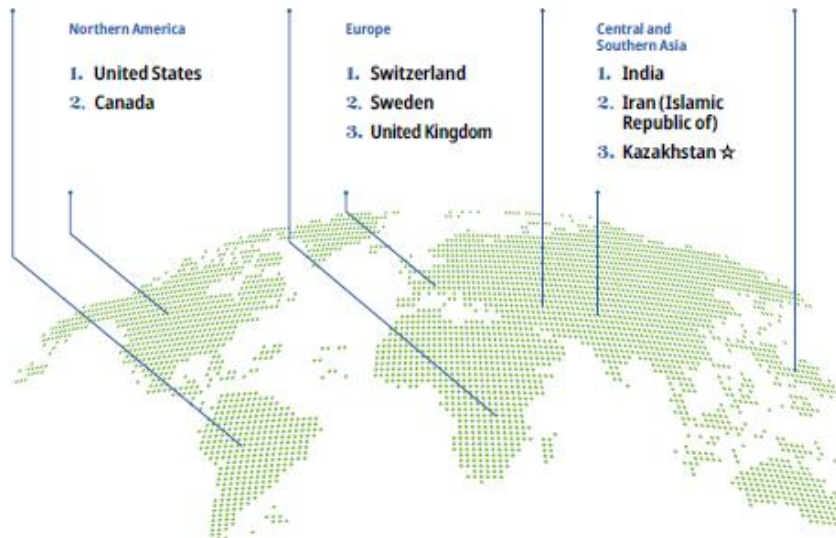 Northern America
1. United States
2. Canada
Europe
1. Switzerland
2. Sweden
3. United Kingdom
Central and
Southern Asia
1. India
2. Iran (Islamic
Republic of)
3. Kazakhstan ☆